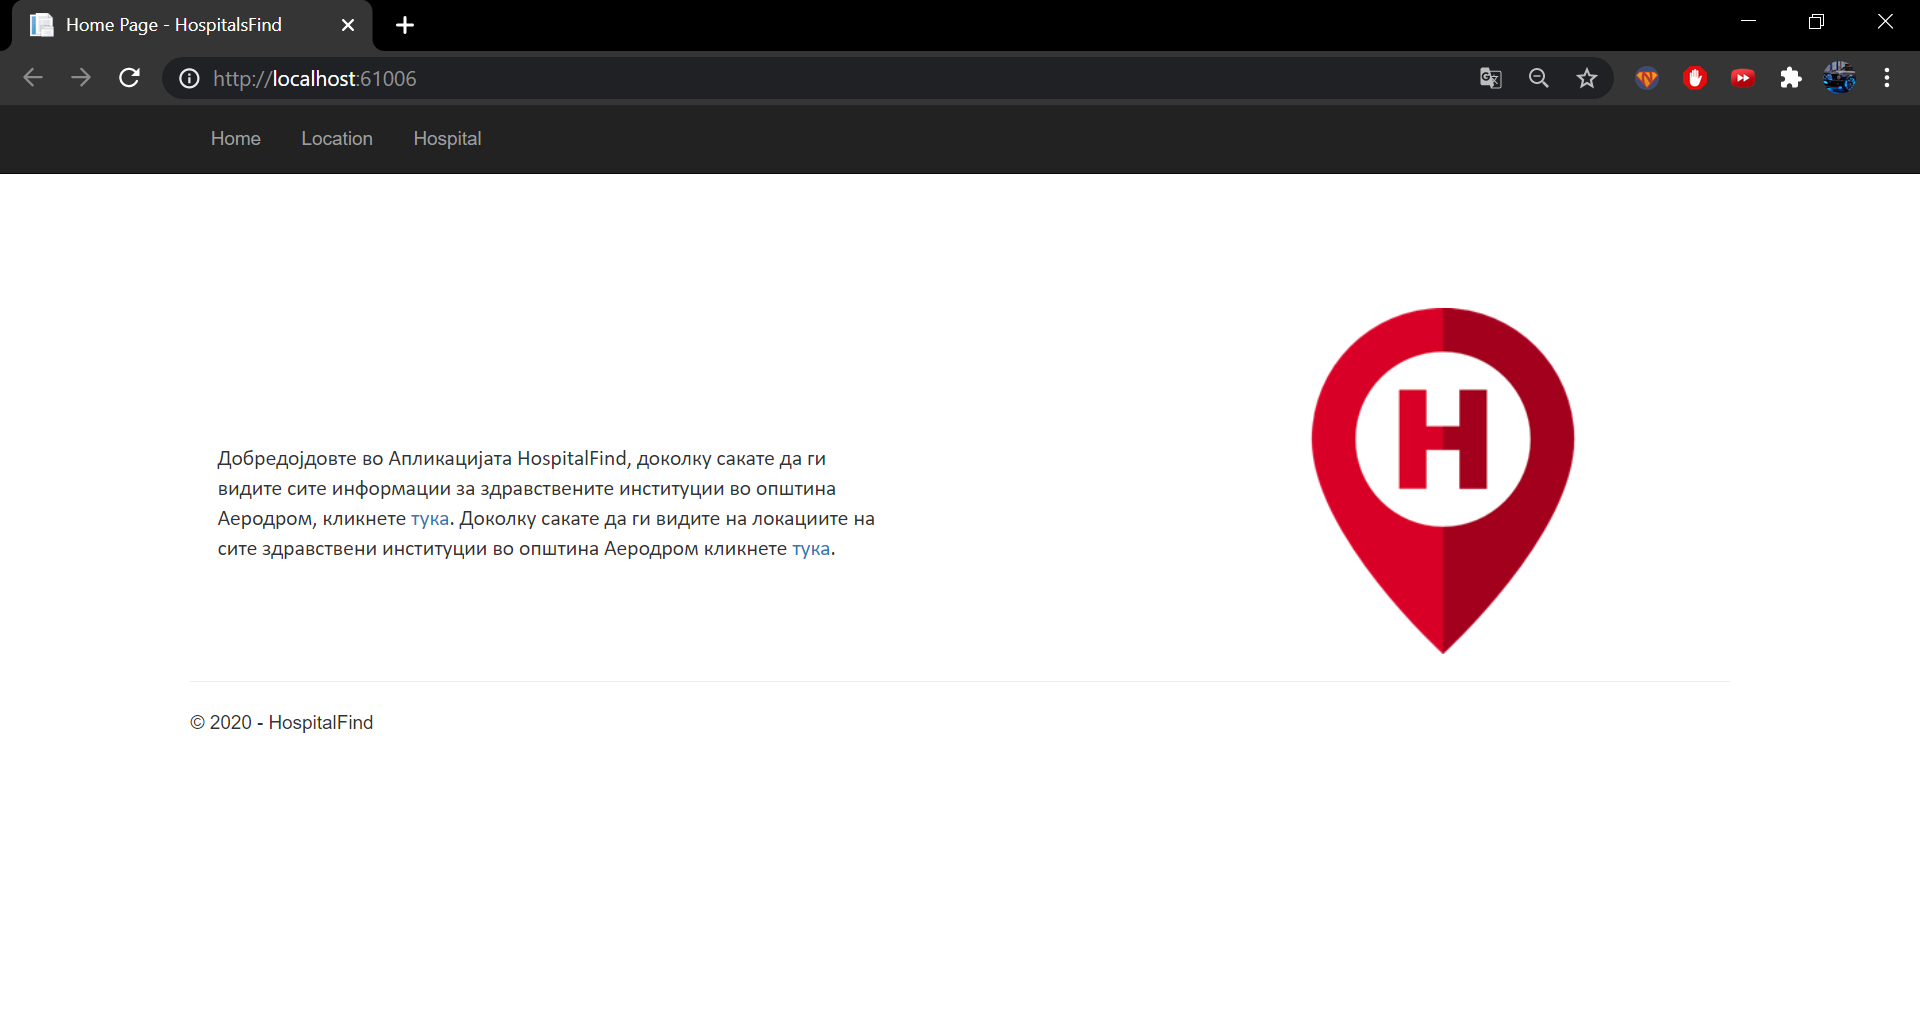 Home Page - HospitalsFind
http://localhost:61006
Home Location Hospital
H
Добредојдовте во Апликацијата HospitalFind, доколку сакате да ги
видите сите информации за здравствените институции во општина
Аеродром, кликнете тука. Доколку сакате да ги видите на локациите на
сите здравствени институции во општина Аеродром кликнете тука.
© 2020 - HospitalFind